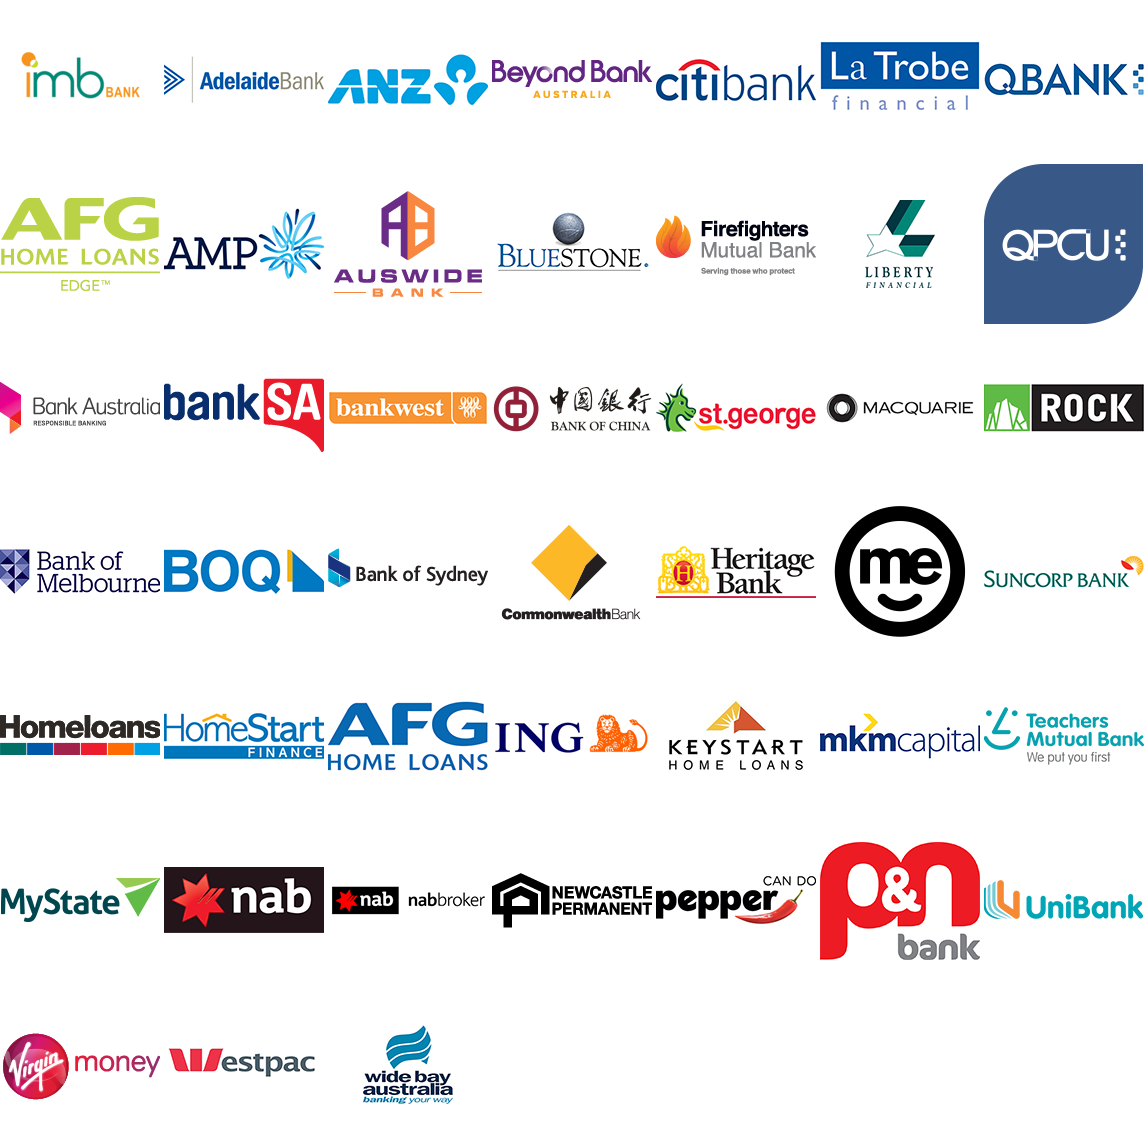 imb BANK
AdelaideBank
ANZ
Beyond Bank
AUSTRALIA
citibank
La Trobe
financial
QBANK
AFG
HOME LOANS
EDGE™
AMP
AB
AUSWIDE
BANK
BLUESTONE.
Firefighters
Mutual Bank
Serving those who protect
LIBERTY
FINANCIAL
QPCU
Bank Australia
RESPONSIBLE BANKING
bankSA
bankwest
中国银行
BANK OF CHINA
st.george
MACQUARIE
ROCK
Bank of
Melbourne
BOQ
Bank of Sydney
CommonwealthBank
H
Heritage
Bank
me
SUNCORP BANK
Homeloans
HomeStart
FINANCE
AFG
HOME LOANS
ING
KEYSTART
HOME LOANS
mkmcapital
Teachers
Mutual Bank
We put you first
MyState
nab
nab nabbroker
NEWCASTLE
PERMANENT
CAN DO
pepper
p&n
bank
UniBank
Virgin money
Westpac
wide bay
australia
banking your way